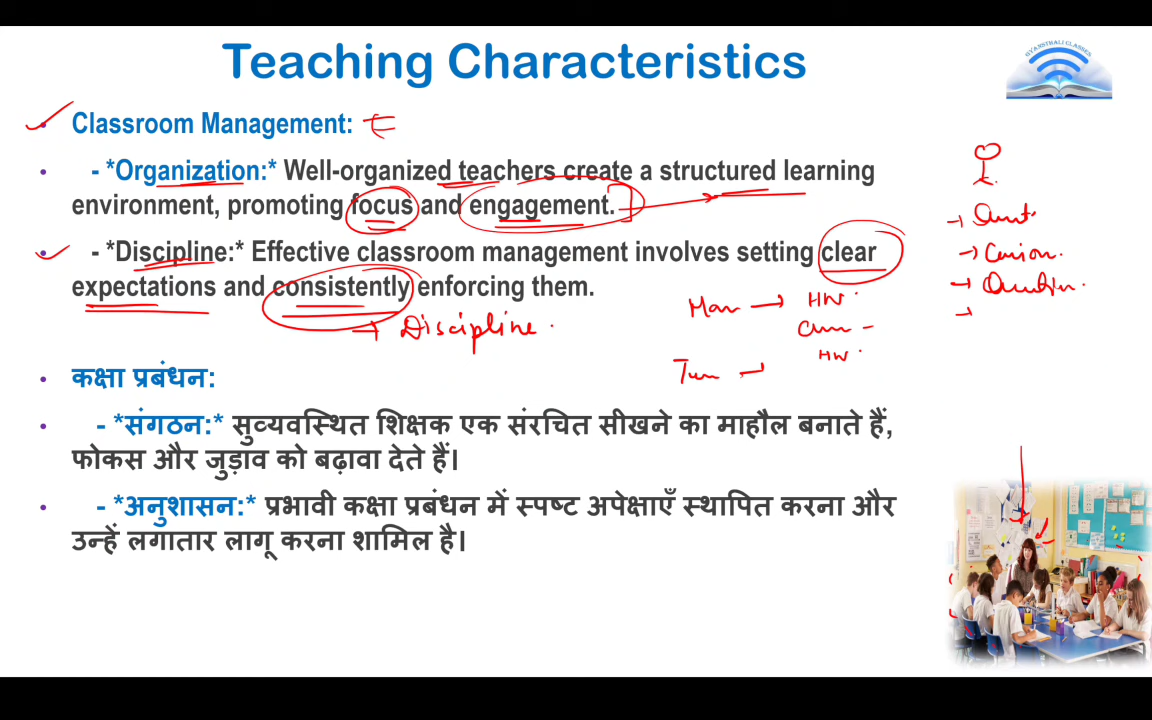 Teaching Characteristics
GYANSTHALI CLASSES
• Classroom Management:
• - *Organization:* Well-organized teachers create a structured learning
environment, promoting focus and engagement.
• - *Discipline:* Effective classroom management involves setting clear
expectations and consistently enforcing them.
→ Discipline.
→ HW.
HW.
• कक्षा प्रबंधन:
• - *संगठन:* सुव्यवस्थित शिक्षक एक संरचित सीखने का माहौल बनाते हैं,
फोकस और जुड़ाव को बढ़ावा देते हैं।
• - *अनुशासन:* प्रभावी कक्षा प्रबंधन में स्पष्ट अपेक्षाएँ स्थापित करना और
उन्हें लगातार लागू करना शामिल है।